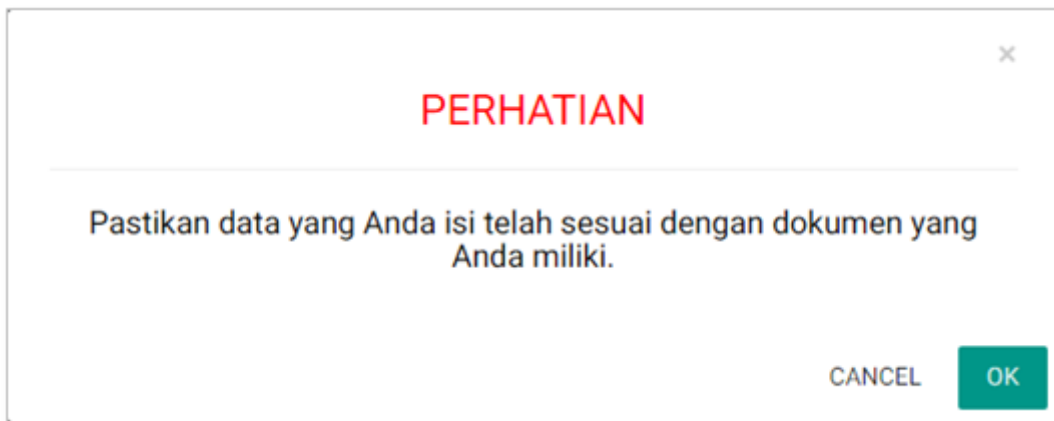 ×
PERHATIAN
Pastikan data yang Anda isi telah sesuai dengan dokumen yang
Anda miliki.
CANCEL OK